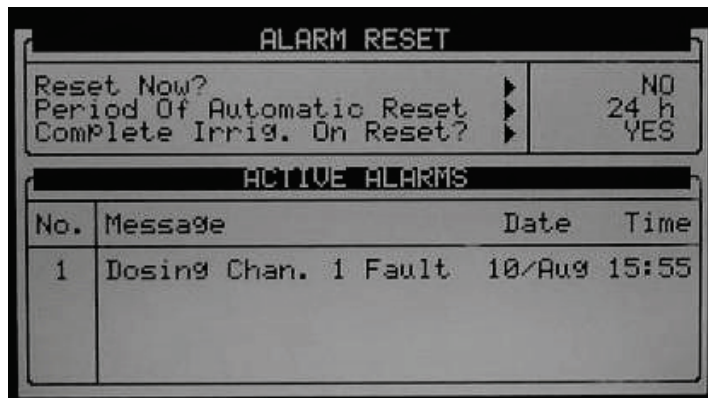 ALARM RESET
Reset Now? NO
Period Of Automatic Reset 24 h
Complete Irrig. On Reset? YES
ACTIVE ALARMS
No. Message Date Time
1 Dosing Chan. 1 Fault 10/Aug 15:55